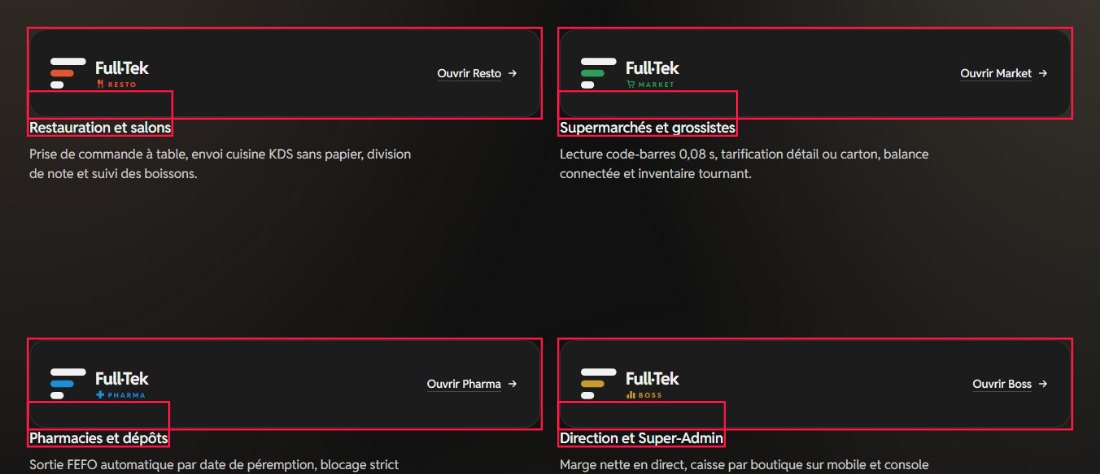 Full·Tek
RESTO
Ouvrir Resto →
Restauration et salons
Prise de commande à table, envoi cuisine KDS sans papier, division
de note et suivi des boissons.
Full·Tek
MARKET
Ouvrir Market →
Supermarchés et grossistes
Lecture code-barres 0,08 s, tarification détail ou carton, balance
connectée et inventaire tournant.
Full·Tek
PHARMA
Ouvrir Pharma →
Pharmacies et dépôts
Sortie FEFO automatique par date de péremption, blocage strict
Full·Tek
BOSS
Ouvrir Boss →
Direction et Super-Admin
Marge nette en direct, caisse par boutique sur mobile et console